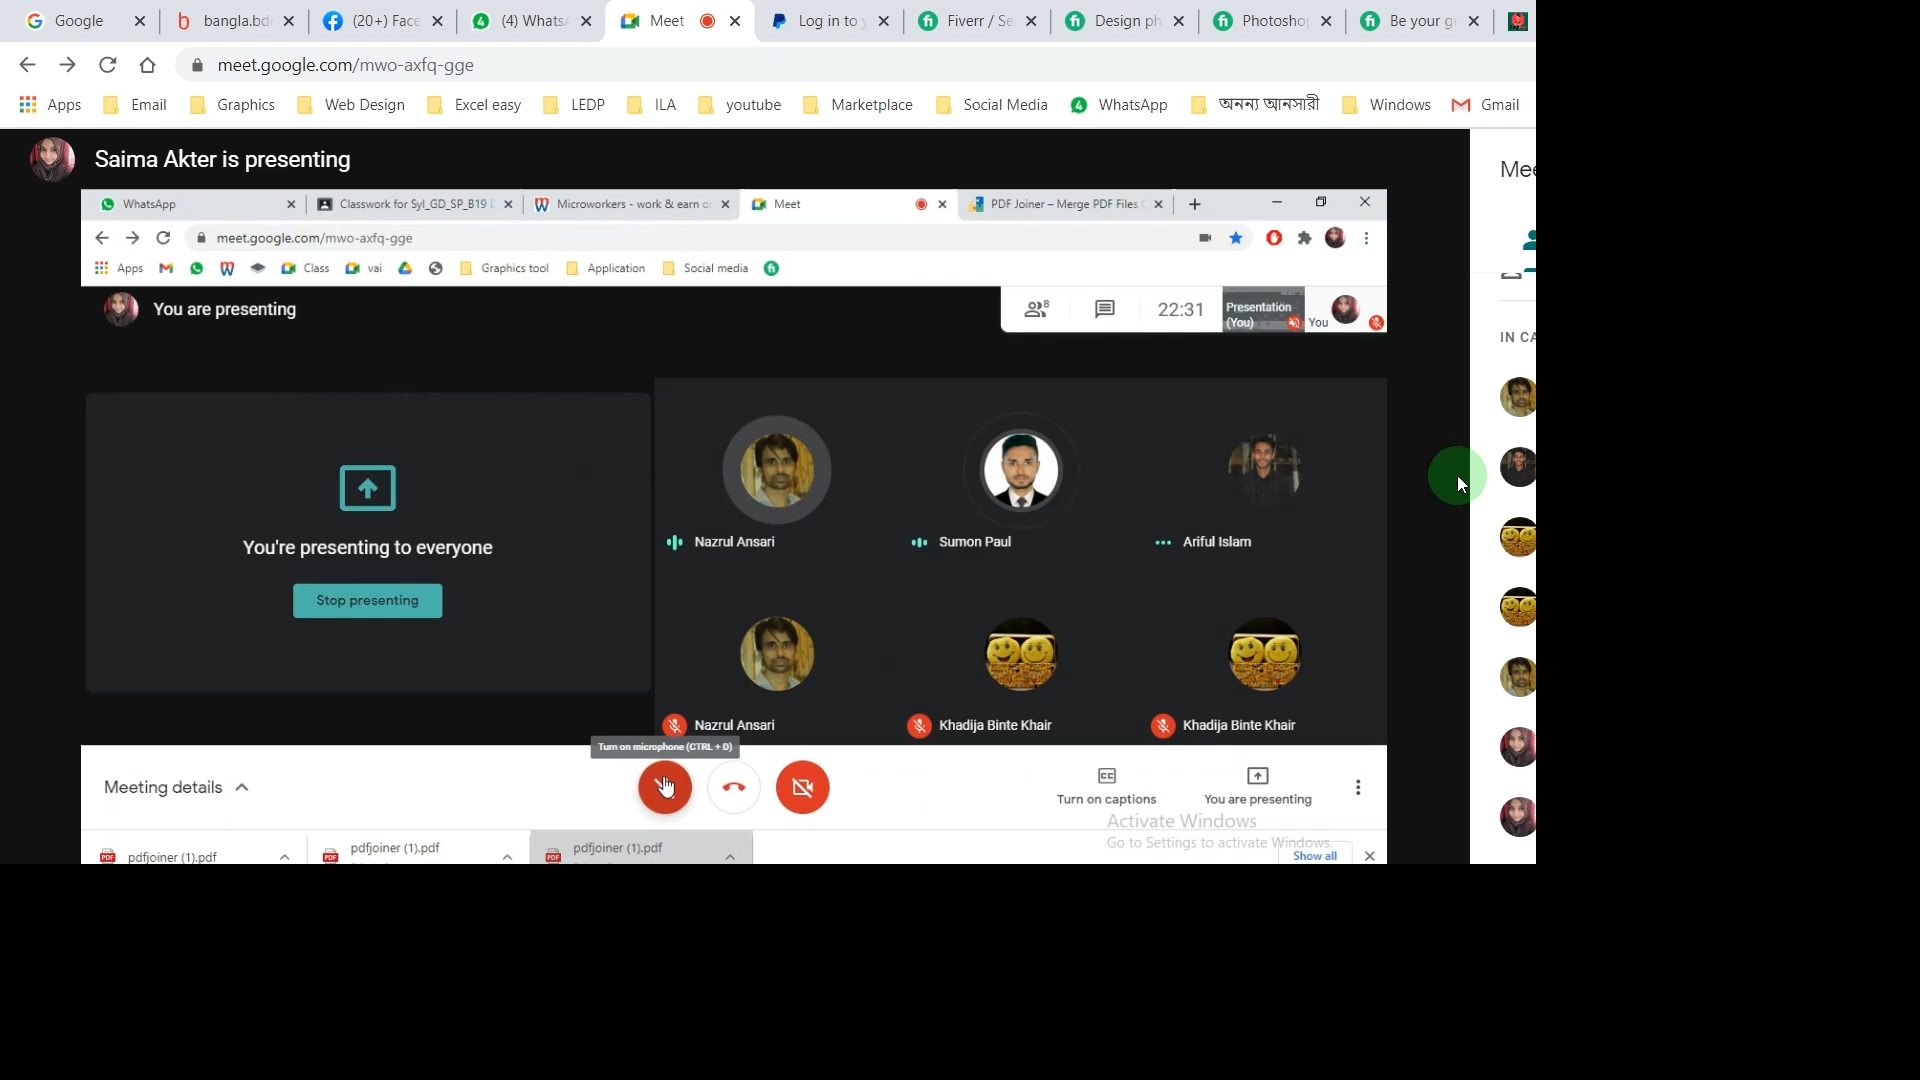 Google
bangla.bd
(20+) Face
(4) Whats
Meet
Log in to y
Fiverr / Se
Design ph
Photoshop
Be your g
meet.google.com/mwo-axfq-gge
Apps Email Graphics Web Design Excel easy LEDP ILA youtube Marketplace Social Media WhatsApp অনন্য আনসারী Windows Gmail
Saima Akter is presenting
WhatsApp
Classwork for Syl_GD_SP_B19
Microworkers - work & earn o
Meet
PDF Joiner – Merge PDF Files
meet.google.com/mwo-axfq-gge
Apps Class vai Graphics tool Application Social media
You are presenting
8
22:31
Presentation
(You)
You
Mee
IN CA
You're presenting to everyone
Stop presenting
Nazrul Ansari
Sumon Paul
Ariful Islam
Nazrul Ansari
Khadija Binte Khair
Khadija Binte Khair
Turn on microphone (CTRL + D)
Meeting details
Turn on captions
You are presenting
Activate Windows
Go to Settings to activate Windows.
pdfjoiner (1).pdf
pdfjoiner (1).pdf
pdfjoiner (1).pdf
Show all